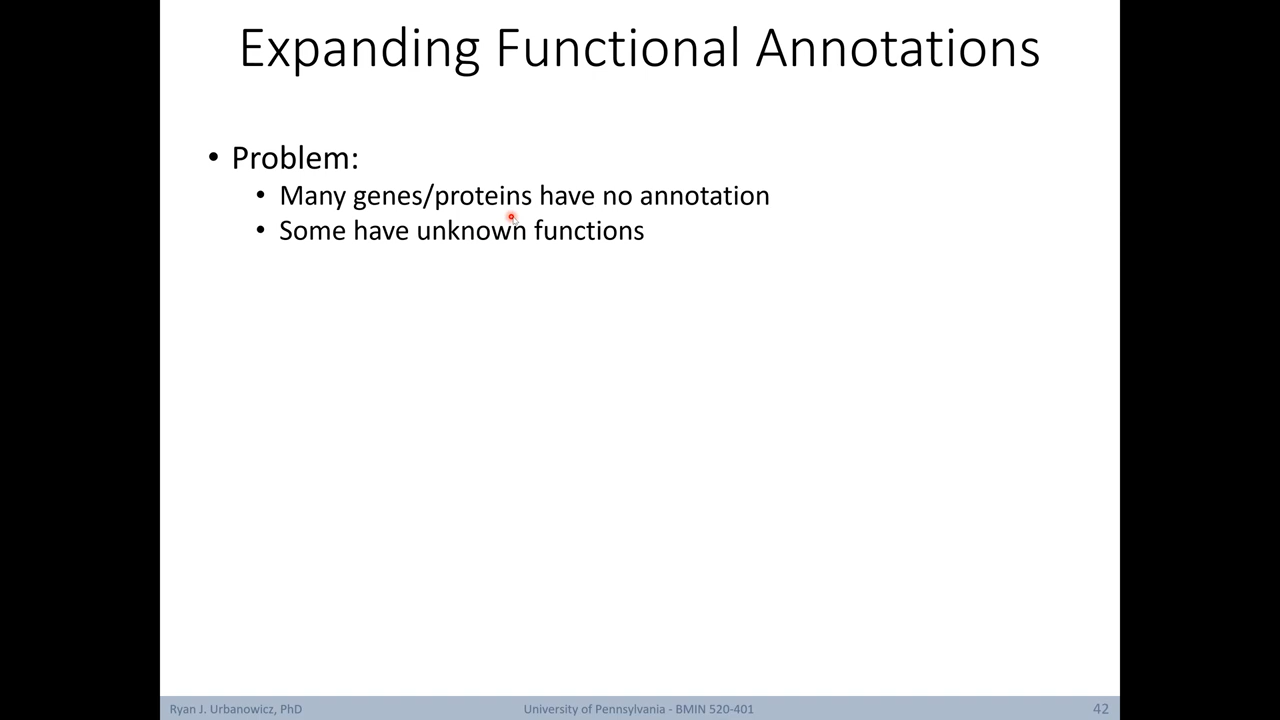 Expanding Functional Annotations
• Problem:
• Many genes/proteins have no annotation
• Some have unknown functions
Ryan J. Urbanowicz, PhD
University of Pennsylvania - BMIN 520-401
42